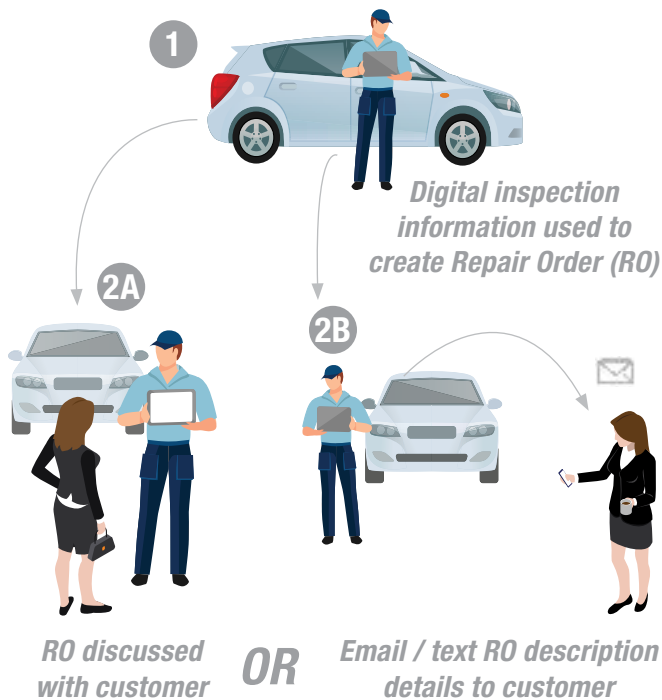 1
Digital inspection
information used to
create Repair Order (RO)
2A
2B
RO discussed
with customer
OR
Email / text RO description
details to customer